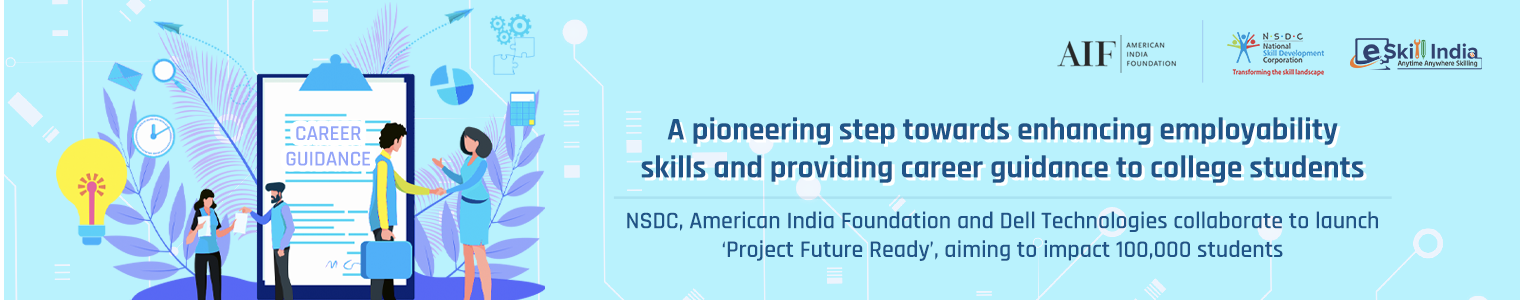 CAREER
GUIDANCE
AIF
AMERICAN
INDIA
FOUNDATION
N·S·D·C
National
Skill Development
Corporation
Transforming the skill landscape
eSkill India
Anytime Anywhere Skilling
A pioneering step towards enhancing employability
skills and providing career guidance to college students
NSDC, American India Foundation and Dell Technologies collaborate to launch
‘Project Future Ready’, aiming to impact 100,000 students